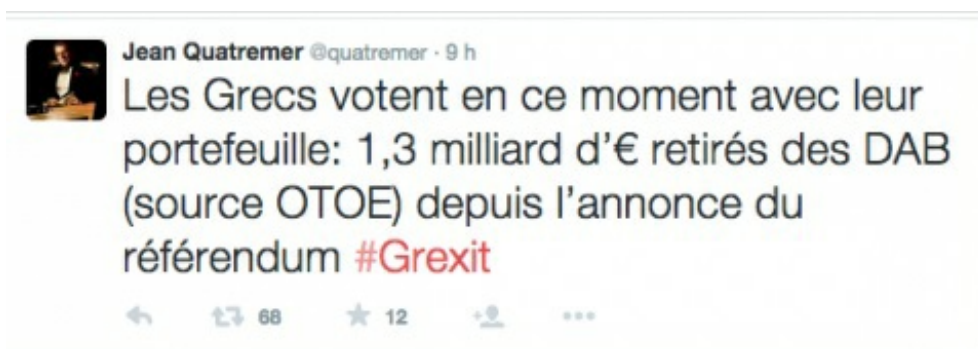 Jean Quatremer @quatremer · 9 h
Les Grecs votent en ce moment avec leur
portefeuille: 1,3 milliard d'€ retirés des DAB
(source OTOE) depuis l'annonce du
référendum #Grexit
68 12